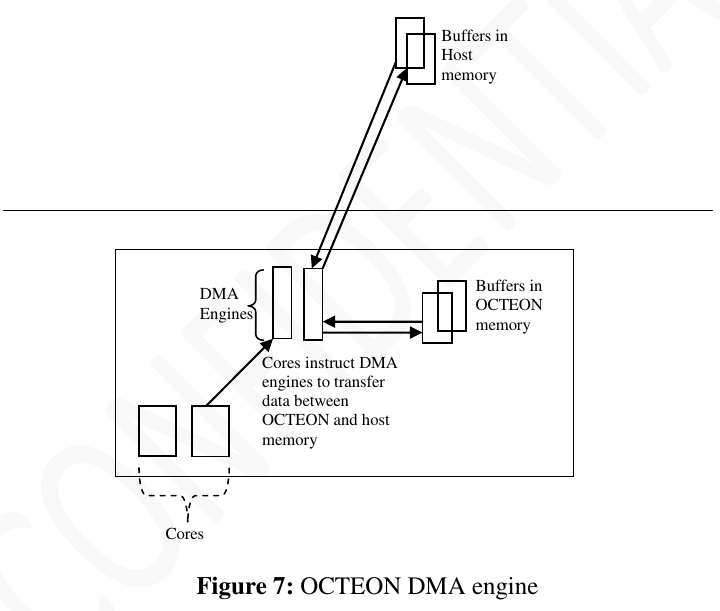 Buffers in
Host
memory
DMA
Engines
Buffers in
OCTEON
memory
Cores instruct DMA
engines to transfer
data between
OCTEON and host
memory
Cores
Figure 7: OCTEON DMA engine
CONFIDENTIA